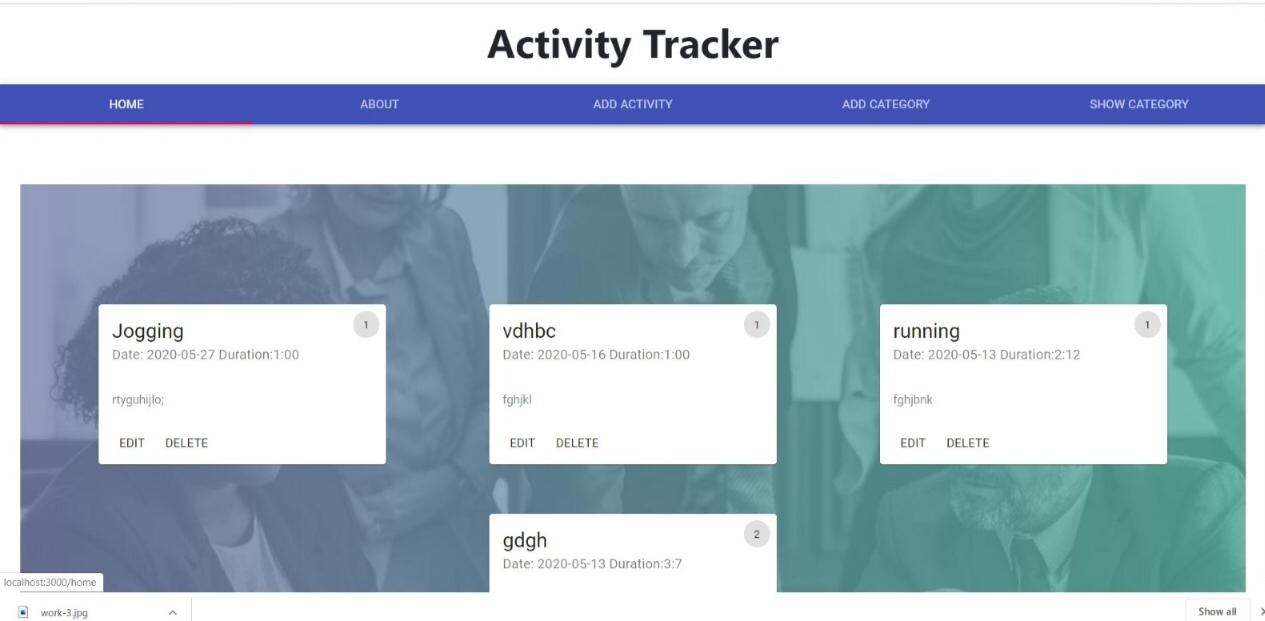 Activity Tracker
HOME ABOUT ADD ACTIVITY ADD CATEGORY SHOW CATEGORY
Jogging 1
Date: 2020-05-27 Duration:1:00
rtyguhijlo;
EDIT DELETE
vdhbc 1
Date: 2020-05-16 Duration:1:00
fghjkl
EDIT DELETE
running 1
Date: 2020-05-13 Duration:2:12
fghjbnk
EDIT DELETE
gdgh 2
Date: 2020-05-13 Duration:3:7
localhost:3000/home
work-3.jpg
Show all